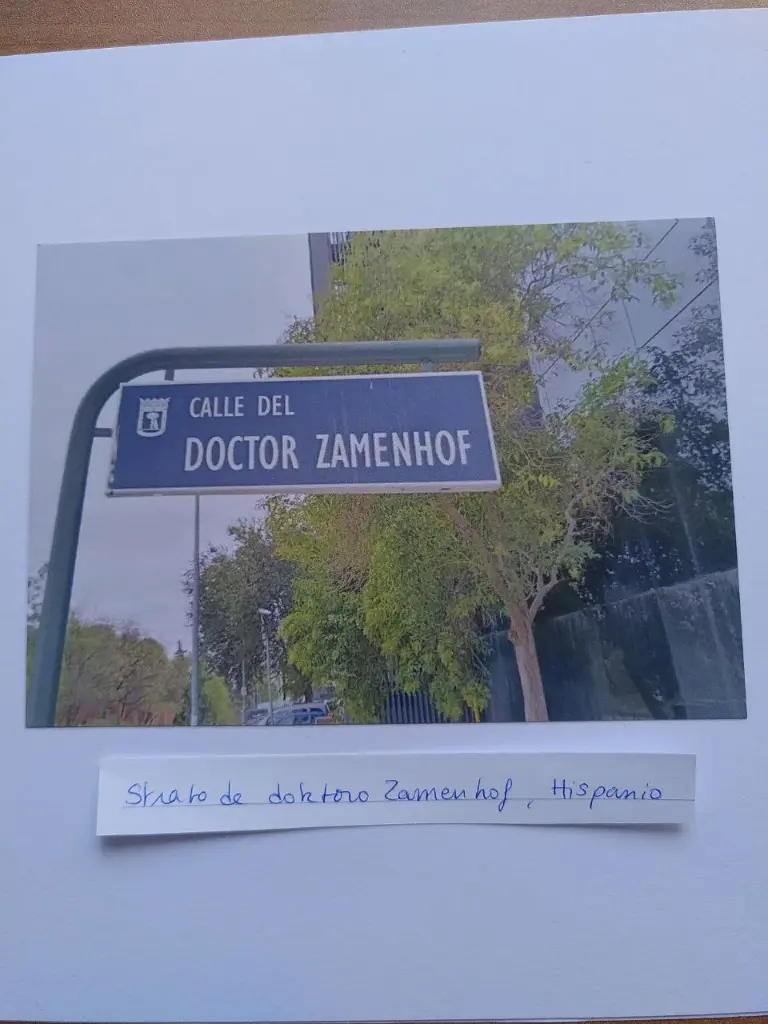 CALLE DEL
DOCTOR ZAMENHOF
Strato de doktoro Zamenhof, Hispanio